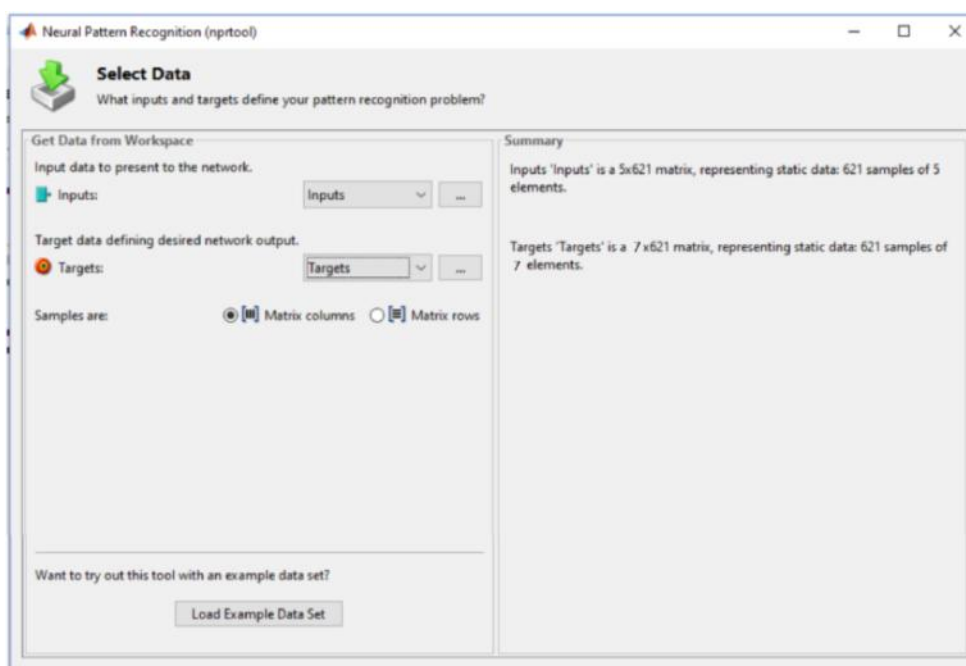 Neural Pattern Recognition (nprtool)
Select Data
What inputs and targets define your pattern recognition problem?
Get Data from Workspace
Input data to present to the network.
Inputs:
Inputs
...
Target data defining desired network output.
Targets:
Targets
...
Samples are:
Matrix columns
Matrix rows
Want to try out this tool with an example data set?
Load Example Data Set
Summary
Inputs 'Inputs' is a 5x621 matrix, representing static data: 621 samples of 5
elements.
Targets 'Targets' is a 7x621 matrix, representing static data: 621 samples of
7 elements.